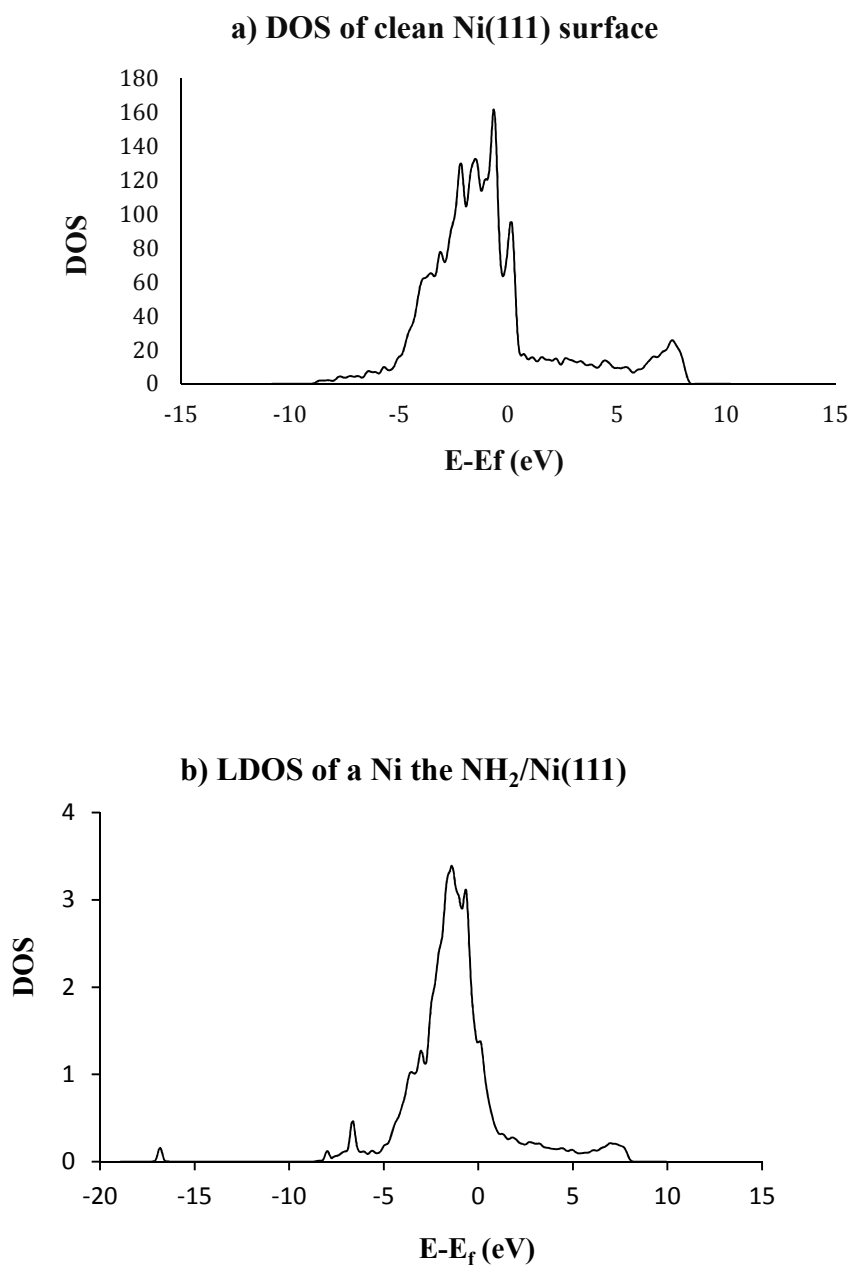 a) DOS of clean Ni(111) surface
180
160
140
120
100
80
60
40
20
0
DOS
-15 -10 -5 0 5 10 15
E-Ef (eV)
b) LDOS of a Ni the NH₂/Ni(111)
4
3
2
1
0
DOS
-20 -15 -10 -5 0 5 10 15
E-E_f (eV)